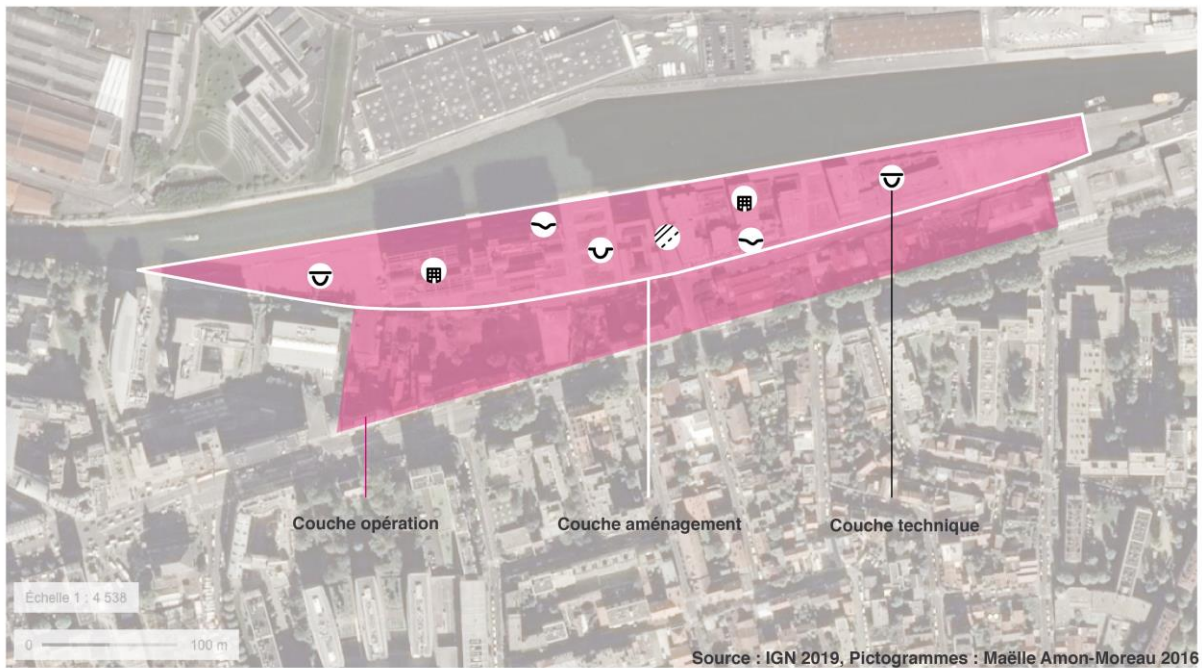 Couche opération
Couche aménagement
Couche technique
Échelle 1 : 4 538
0
100 m
Source : IGN 2019, Pictogrammes : Maëlle Amon-Moreau 2016